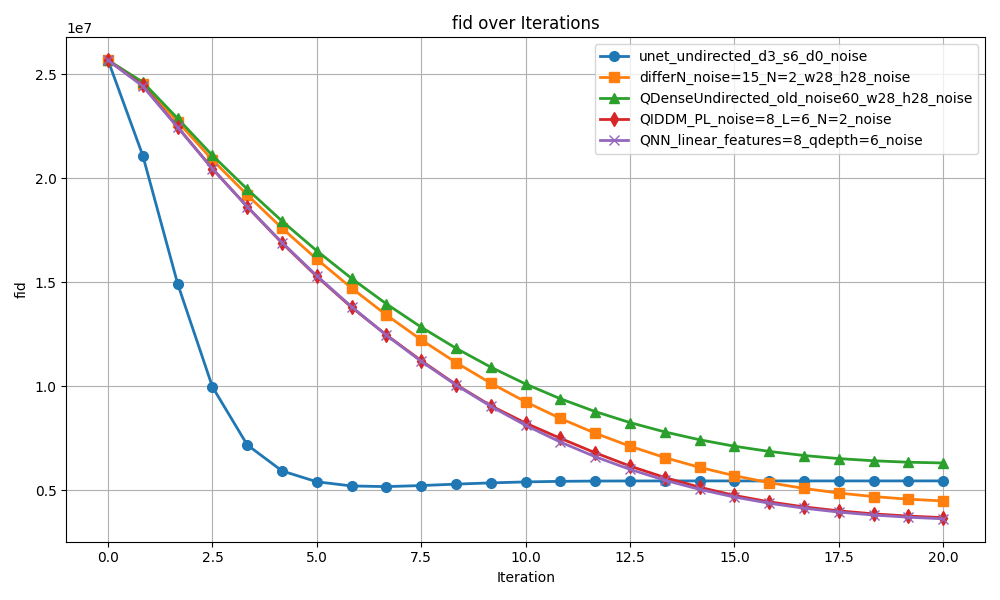 fid over Iterations
1e7
unet_undirected_d3_s6_d0_noise
differN_noise=15_N=2_w28_h28_noise
QDenseUndirected_old_noise60_w28_h28_noise
QIDDM_PL_noise=8_L=6_N=2_noise
QNN_linear_features=8_qdepth=6_noise
2.5
2.0
1.5
1.0
0.5
fid
0.0 2.5 5.0 7.5 10.0 12.5 15.0 17.5 20.0
Iteration